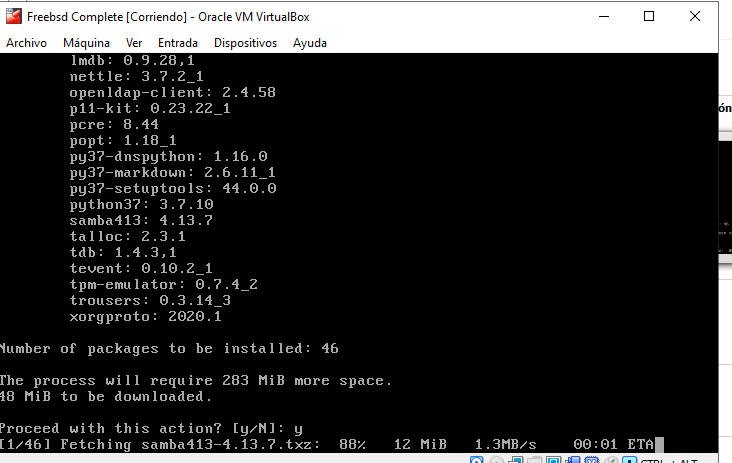 Freebsd Complete [Corriendo] - Oracle VM VirtualBox
Archivo Máquina Ver Entrada Dispositivos Ayuda
lmdb: 0.9.28,1
nettle: 3.7.2_1
openldap-client: 2.4.58
p11-kit: 0.23.22_1
pcre: 8.44
popt: 1.18_1
py37-dnspython: 1.16.0
py37-markdown: 2.6.11_1
py37-setuptools: 44.0.0
python37: 3.7.10
samba413: 4.13.7
talloc: 2.3.1
tdb: 1.4.3,1
tevent: 0.10.2_1
tpm-emulator: 0.7.4_2
trousers: 0.3.14_3
xorgproto: 2020.1
Number of packages to be installed: 46
The process will require 283 MiB more space.
48 MiB to be downloaded.
Proceed with this action? [y/N]: y
[1/46] Fetching samba413-4.13.7.txz: 88% 12 MiB 1.3MB/s 00:01 ETA
CTRL + ALT
ón